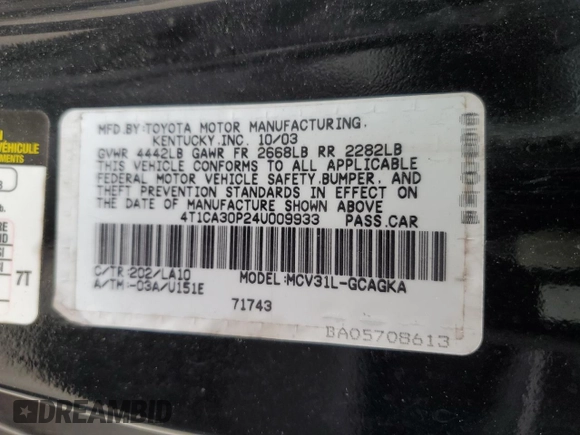 MFD.BY:TOYOTA MOTOR MANUFACTURING.
KENTUCKY.INC. 10/03
GVWR 4442LB GAWR FR 2668LB RR 2282LB
THIS VEHICLE CONFORMS TO ALL APPLICABLE
FEDERAL MOTOR VEHICLE SAFETY,BUMPER, AND
THEFT PREVENTION STANDARDS IN EFFECT ON
THE DATE OF MANUFACTURE SHOWN ABOVE
4T1CA30P24U009933 PASS.CAR
C/TR:202/LA10 MODEL:MCV31L-GCAGKA
A/TM:-03A/U151E
71743
BA05708613
VÉHICULE
7T
DREAMBID